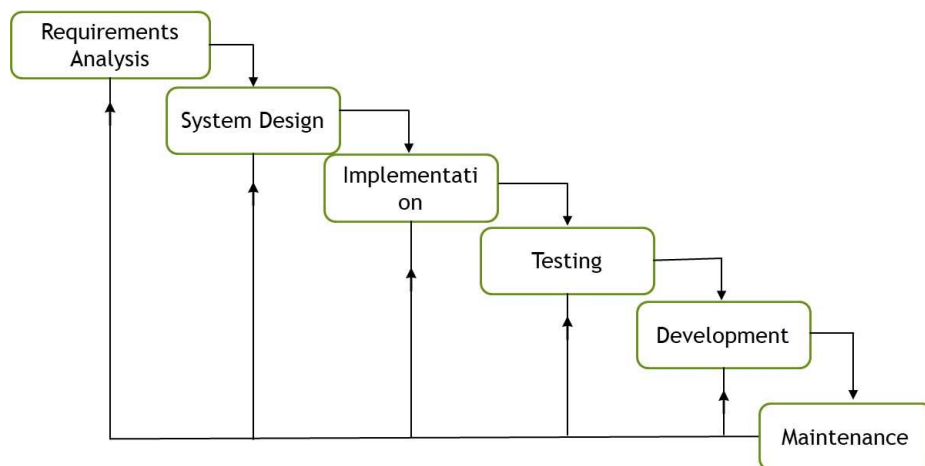 Requirements
Analysis
System Design
Implementati
on
Testing
Development
Maintenance